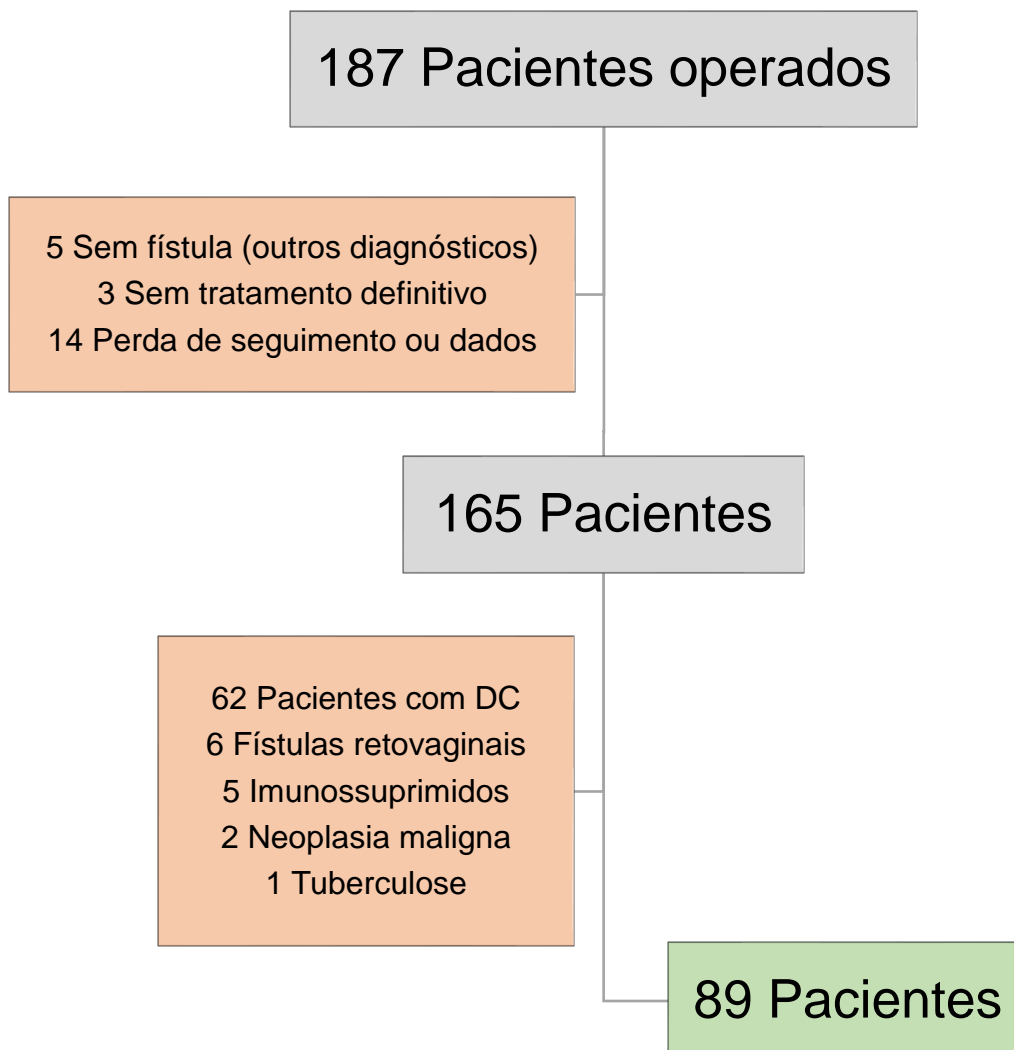 187 Pacientes operados
5 Sem fístula (outros diagnósticos)
3 Sem tratamento definitivo
14 Perda de seguimento ou dados
165 Pacientes
62 Pacientes com DC
6 Fístulas retovaginais
5 Imunossuprimidos
2 Neoplasia maligna
1 Tuberculose
89 Pacientes